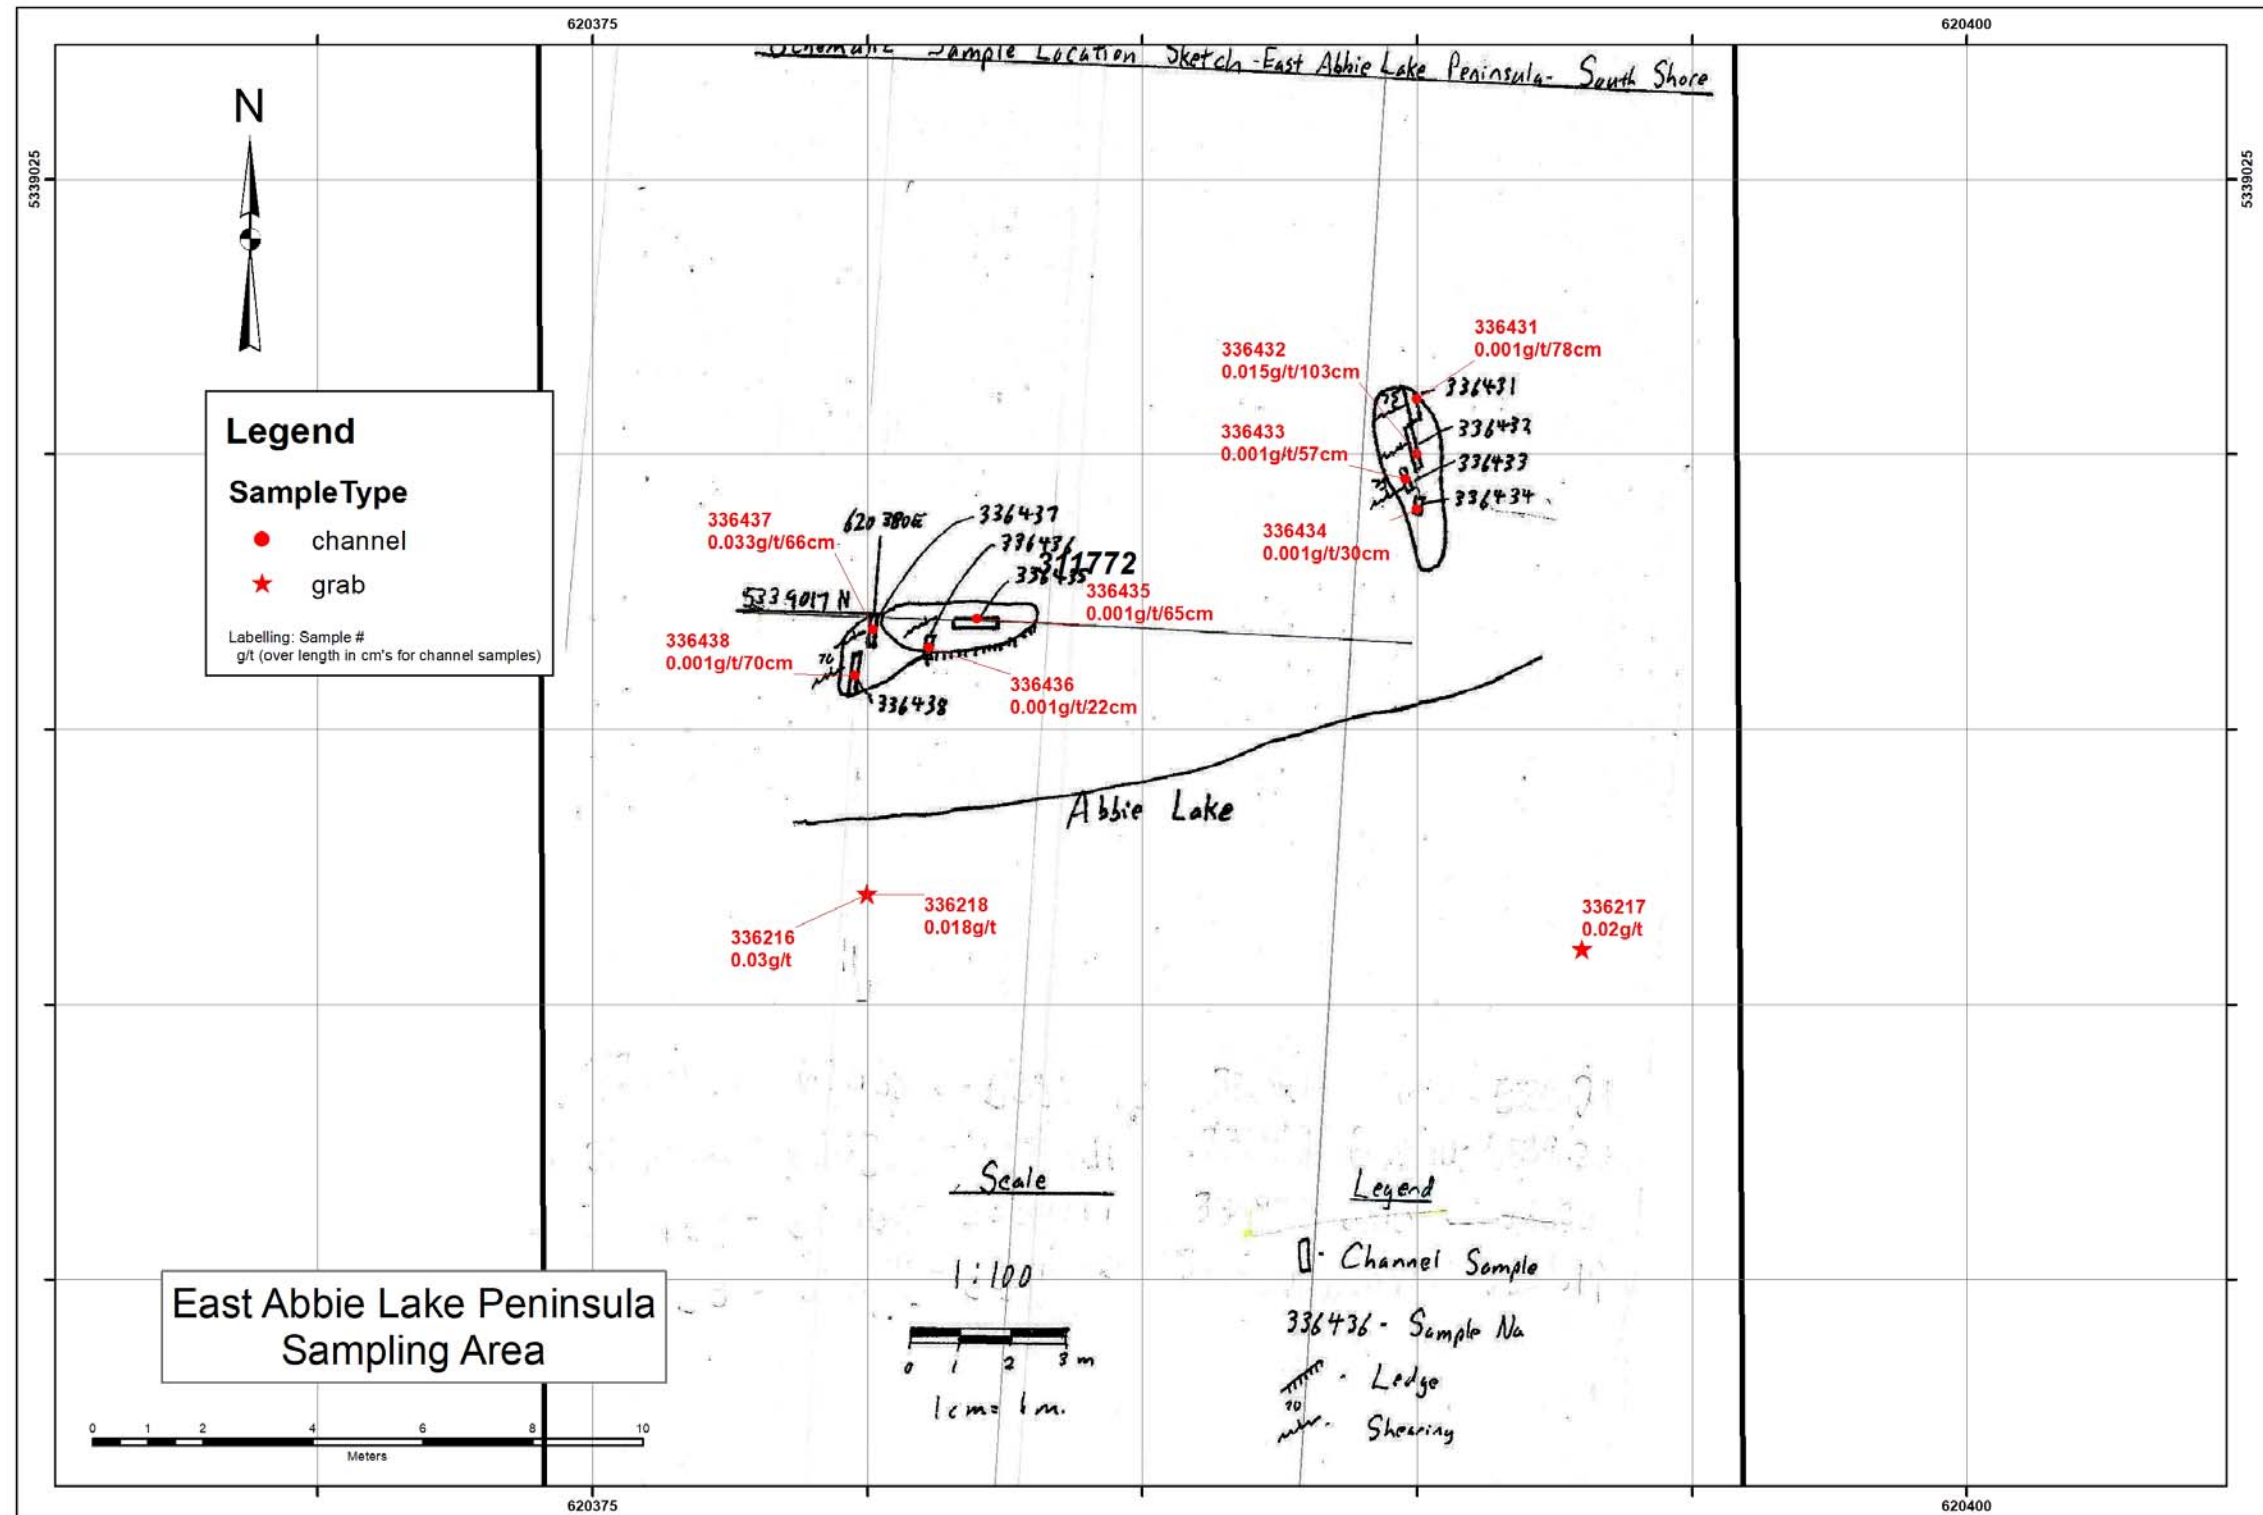 620375
620400
Schematic Sample Location Sketch - East Abbie Lake Peninsula - South Shore
N
5339025
5339025
Legend
SampleType
channel
grab
Labelling: Sample #
g/t (over length in cm's for channel samples)
336431
0.001g/t/78cm
336432
0.015g/t/103cm
336431
336432
336433
0.001g/t/57cm
336433
336434
336434
0.001g/t/30cm
336437
0.033g/t/66cm
620380E
336437
336436
311772
336435
336435
0.001g/t/65cm
5339017 N
336438
0.001g/t/70cm
70
336436
0.001g/t/22cm
336438
Abbie Lake
336218
0.018g/t
336216
0.03g/t
336217
0.02g/t
Scale
1:100
0 1 2 3 m
1cm = 1 m.
Legend
- Channel Sample
336436 - Sample No
- Ledge
70
- Shearing
East Abbie Lake Peninsula
Sampling Area
0 1 2 4 6 8 10
Meters
620375
620400